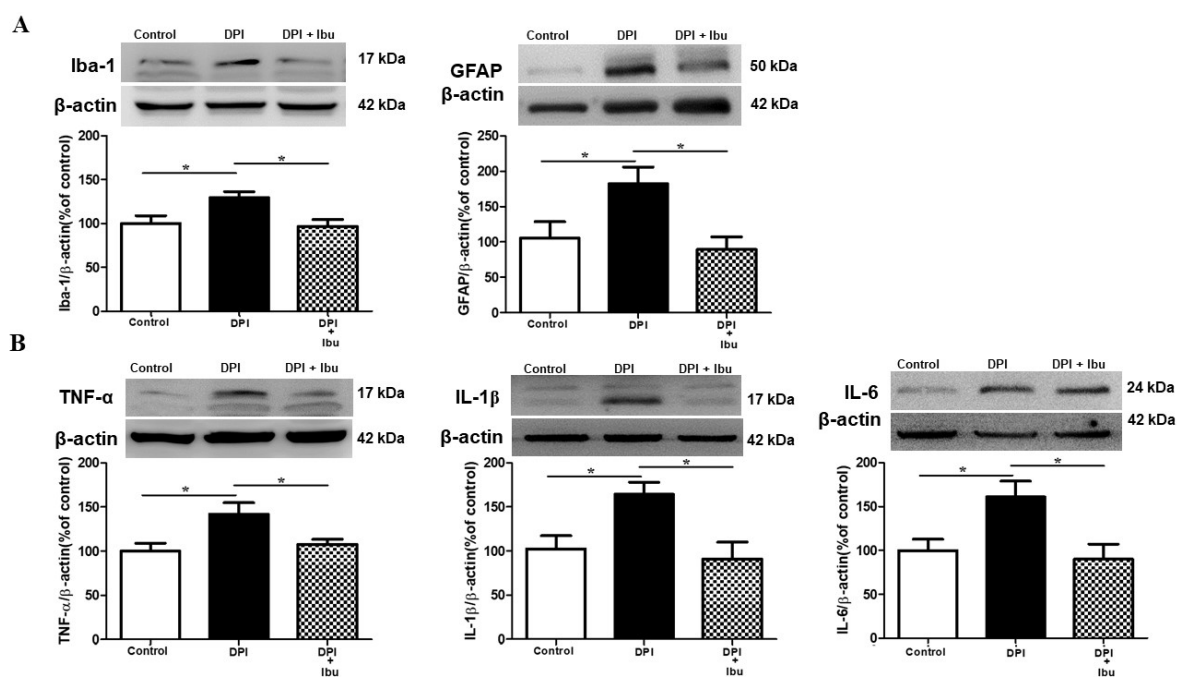 A
Control DPI DPI + Ibu
Iba-1 17 kDa
β-actin 42 kDa
Iba-1/β-actin(%of control)
200
150
100
50
0
* *
Control DPI DPI
+
Ibu
Control DPI DPI + Ibu
GFAP 50 kDa
β-actin 42 kDa
GFAP/β-actin(%of control)
250
200
150
100
50
0
* *
Control DPI DPI
+
Ibu
B
Control DPI DPI + Ibu
TNF-α 17 kDa
β-actin 42 kDa
TNF-α/β-actin(%of control)
200
150
100
50
0
* *
Control DPI DPI
+
Ibu
Control DPI DPI + Ibu
IL-1β 17 kDa
β-actin 42 kDa
IL-1β/β-actin(%of control)
200
150
100
50
0
* *
Control DPI DPI
+
Ibu
Control DPI DPI + Ibu
IL-6 24 kDa
β-actin 42 kDa
IL-6/β-actin(%of control)
200
150
100
50
0
* *
Control DPI DPI
+
Ibu